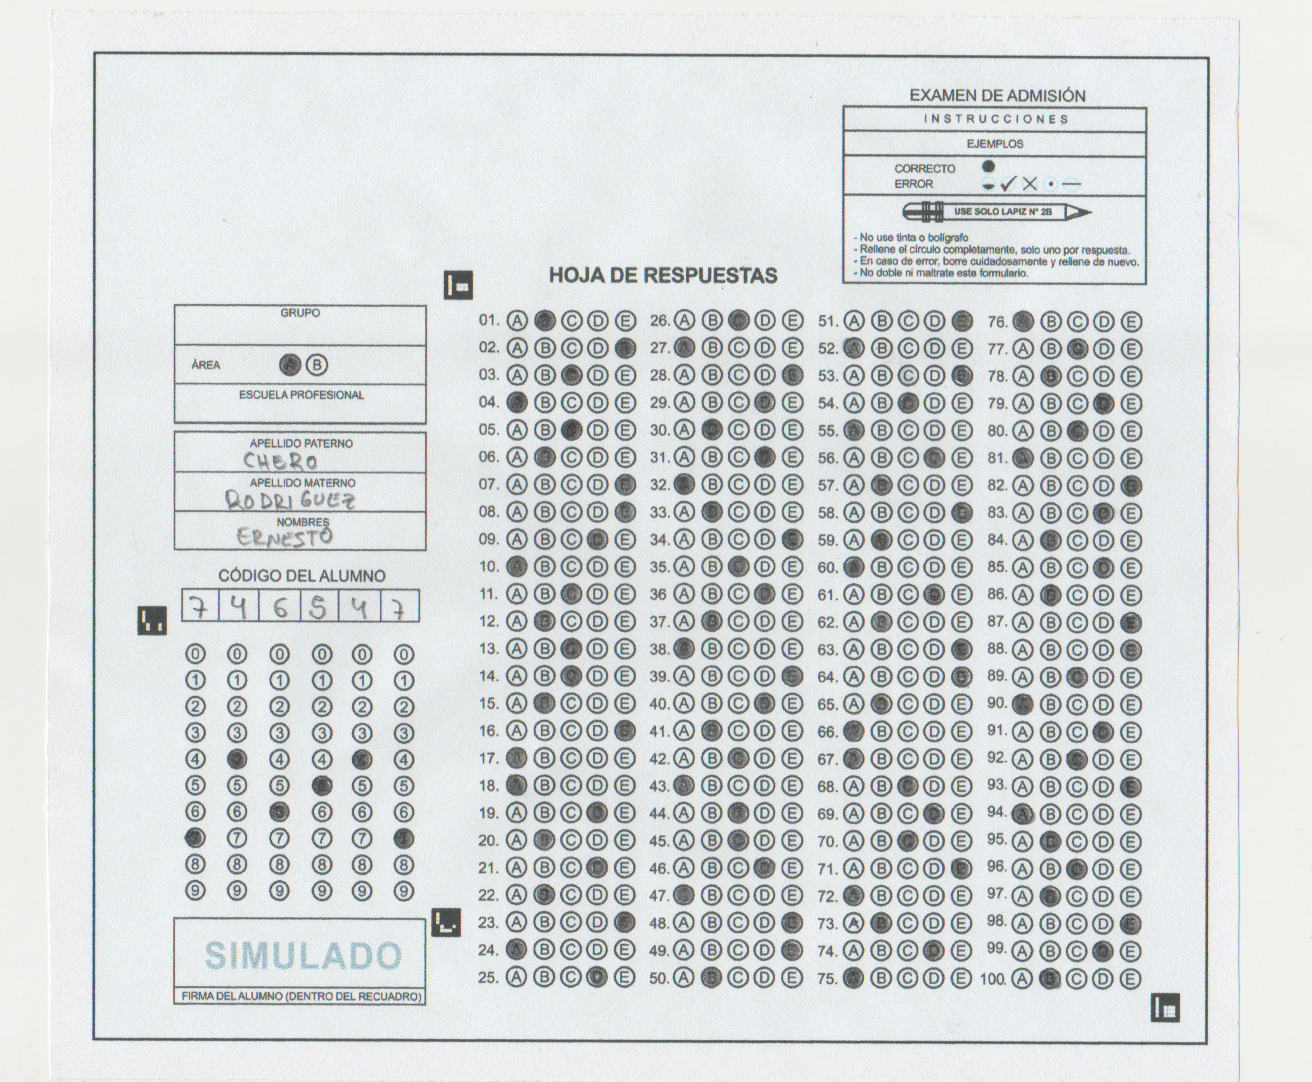 EXAMEN DE ADMISIÓN
INSTRUCCIONES
EJEMPLOS
CORRECTO
ERROR
USE SOLO LAPIZ N° 2B
- No use tinta o bolígrafo
- Rellene el círculo completamente, solo uno por respuesta.
- En caso de error, borre cuidadosamente y rellene de nuevo.
- No doble ni maltrate este formulario.
HOJA DE RESPUESTAS
GRUPO
ÁREA A B
ESCUELA PROFESIONAL
APELLIDO PATERNO
CHERO
APELLIDO MATERNO
RODRIGUEZ
NOMBRES
ERNESTO
CÓDIGO DEL ALUMNO
7 4 6 5 4 7
0 0 0 0 0 0
1 1 1 1 1 1
2 2 2 2 2 2
3 3 3 3 3 3
4 4 4 4
5 5 5 5 5
6 6 6 6 6
7 7 7 7
8 8 8 8 8 8
9 9 9 9 9 9
SIMULADO
FIRMA DEL ALUMNO (DENTRO DEL RECUADRO)
01. A C D E
02. A B C D
03. A B D E
04. B C D E
05. A B D E
06. A C D E
07. A B C D
08. A B C D
09. A B C E
10. B C D E
11. A B D E
12. A C D E
13. A B D E
14. A B D E
15. A C D E
16. A B C D
17. B C D E
18. B C D E
19. A B C E
20. A C D E
21. A B C E
22. A C D E
23. A B C D
24. B C D E
25. A B C E
26. A B D E
27. B C D E
28. A B C D
29. A B C E
30. A C D E
31. A B C E
32. B C D E
33. A C D E
34. A B C D
35. A B D E
36 A B C E
37. A C D E
38. B C D E
39. A B C D
40. A B C E
41. A C D E
42. A B D E
43. B C D E
44. A B D E
45. A B D E
46. A B C E
47. B C D E
48. A B C D
49. A B C D
50. A C D E
51. A B C D
52. B C D E
53. A B C D
54. A B D E
55. B C D E
56. A B C E
57. A C D E
58. A B C D
59. A C D E
60. B C D E
61. A B C E
62. A C D E
63. A B C D
64. A B C D
65. A C D E
66. B C D E
67. B C D E
68. A B D E
69. A B C E
70. A B D E
71. A B C D
72. B C D E
73. A C D E
74. A B C E
75. B C D E
76. B C D E
77. A B D E
78. A C D E
79. A B C E
80. A B D E
81. B C D E
82. A B C D
83. A B C E
84. A C D E
85. A B C E
86. A C D E
87. A B C D
88. A B C D
89. A B D E
90. B C D E
91. A B C E
92. A B D E
93. A B C D
94. B C D E
95. A C D E
96. A B D E
97. A C D E
98. A B C D
99. A B C E
100. A C D E